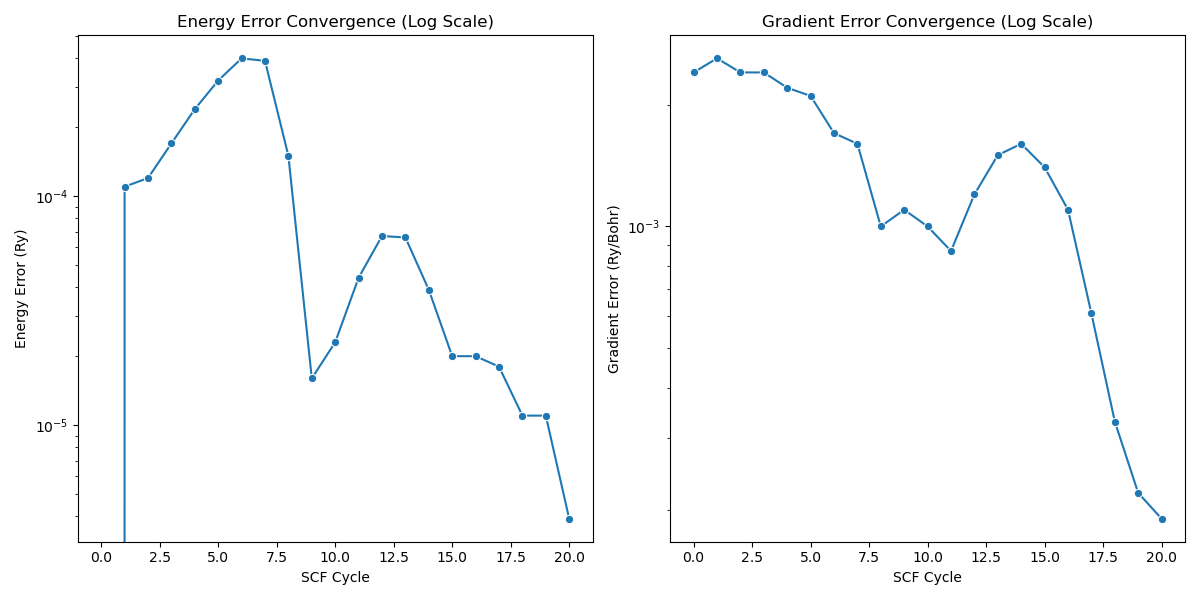 Energy Error Convergence (Log Scale)
Energy Error (Ry)
10⁻⁴
10⁻⁵
0.0 2.5 5.0 7.5 10.0 12.5 15.0 17.5 20.0
SCF Cycle
Gradient Error Convergence (Log Scale)
Gradient Error (Ry/Bohr)
10⁻³
0.0 2.5 5.0 7.5 10.0 12.5 15.0 17.5 20.0
SCF Cycle